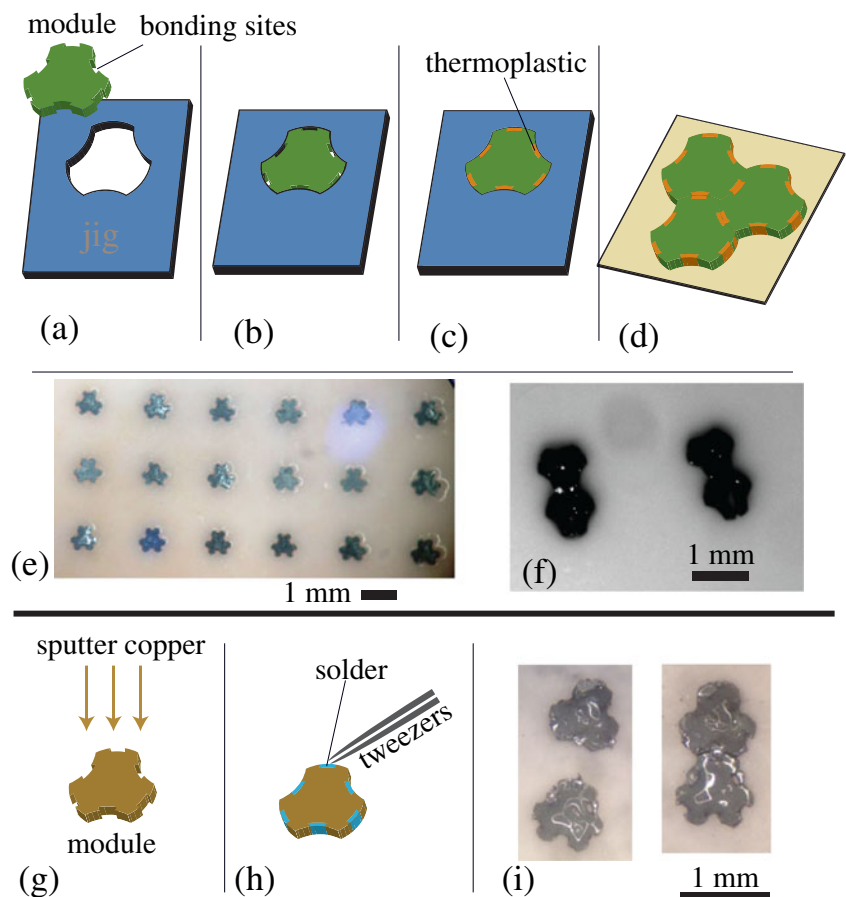 module
bonding sites
jig
thermoplastic
(a)
(b)
(c)
(d)
(e)
1 mm
(f)
1 mm
sputter copper
module
(g)
solder
tweezers
(h)
(i)
1 mm